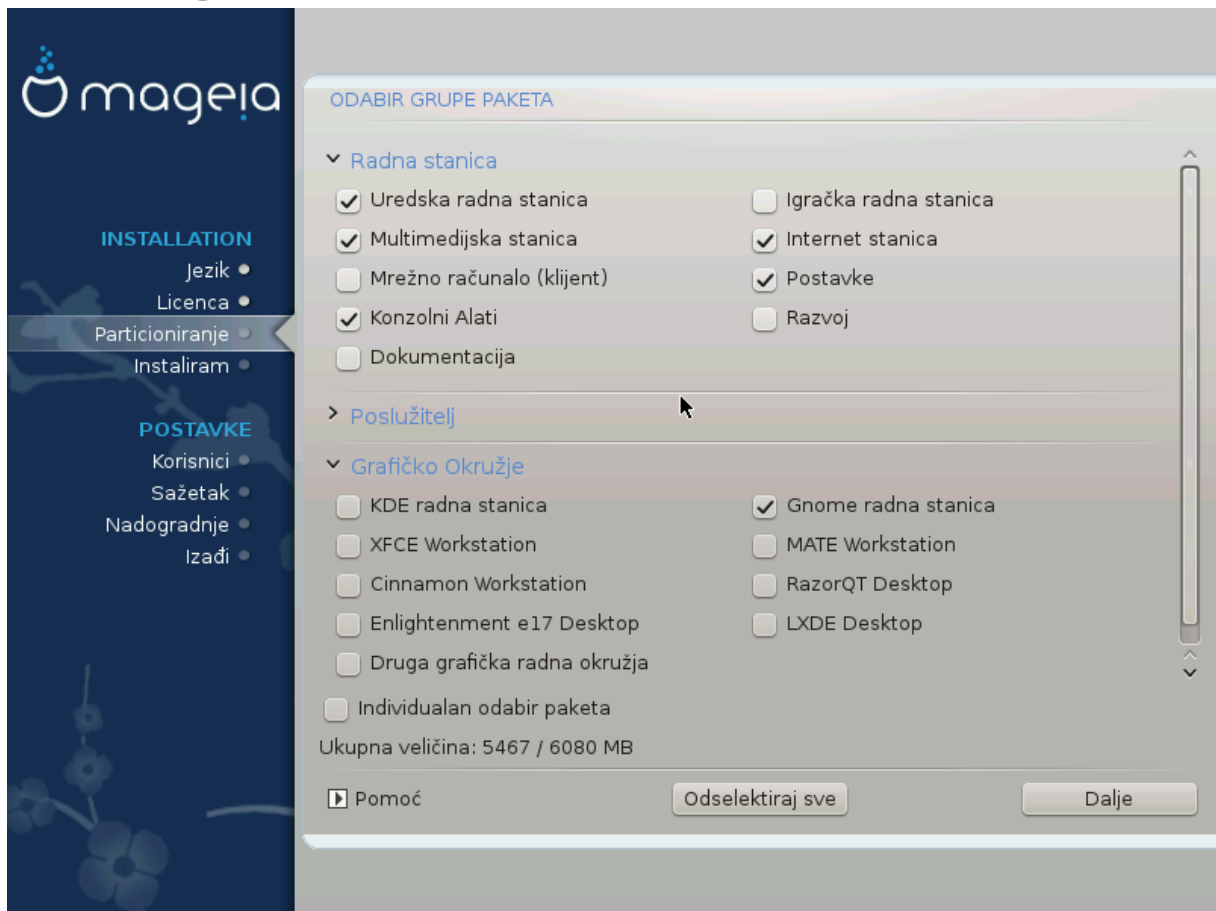 mageia
INSTALLATION
Jezik
Licenca
Particioniranje
Instaliram
POSTAVKE
Korisnici
Sažetak
Nadogradnje
Izađi
ODABIR GRUPE PAKETA
Radna stanica
Uredska radna stanica Igračka radna stanica
Multimedijska stanica Internet stanica
Mrežno računalo (klijent) Postavke
Konzolni Alati Razvoj
Dokumentacija
Poslužitelj
Grafičko Okružje
KDE radna stanica Gnome radna stanica
XFCE Workstation MATE Workstation
Cinnamon Workstation RazorQT Desktop
Enlightenment e17 Desktop LXDE Desktop
Druga grafička radna okružja
Individualan odabir paketa
Ukupna veličina: 5467 / 6080 MB
Pomoć Odselektiraj sve Dalje